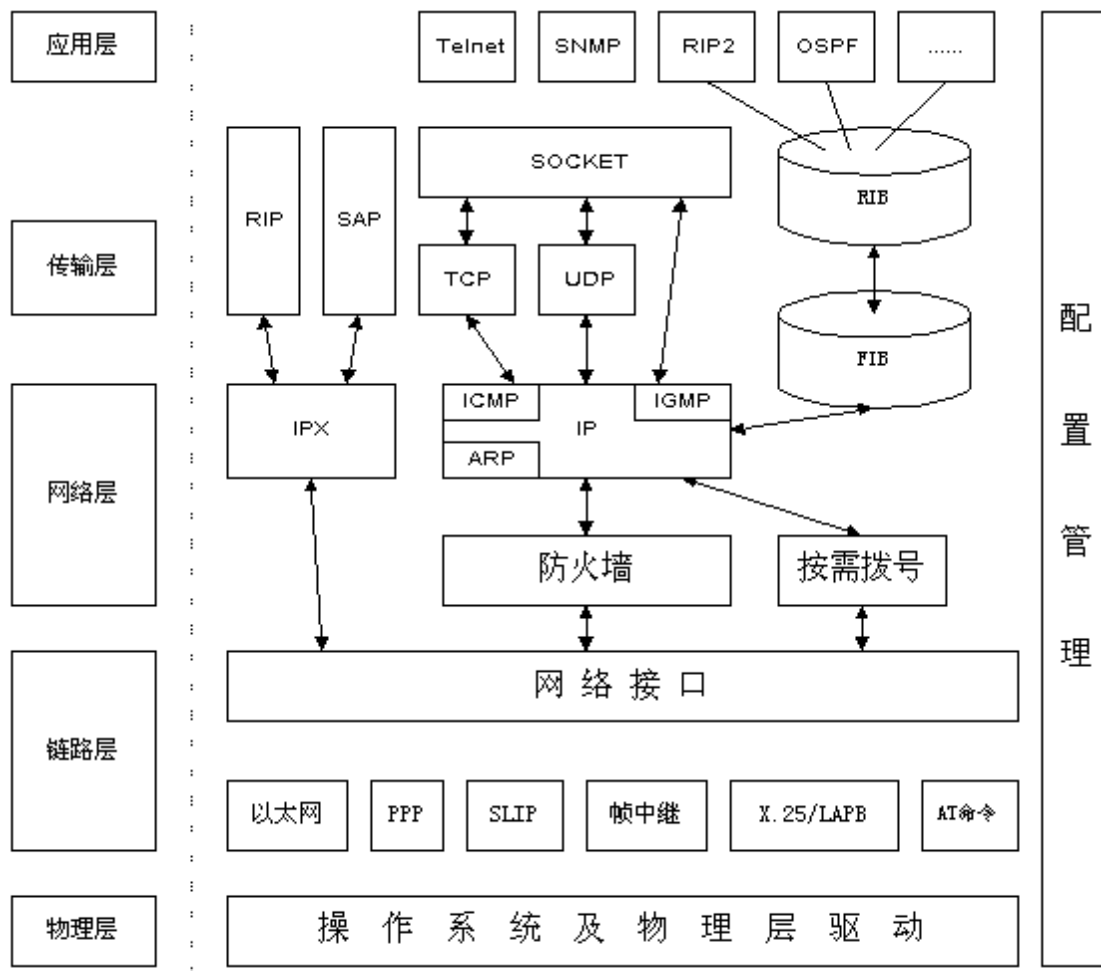 应用层
Telnet
SNMP
RIP2
OSPF
......
RIP
SAP
SOCKET
RIB
传输层
TCP
UDP
FIB
配
置
管
理
网络层
IPX
ICMP
IGMP
IP
ARP
防火墙
按需拨号
链路层
网 络 接 口
以太网
PPP
SLIP
帧中继
X.25/LAPB
AT命令
物理层
操 作 系 统 及 物 理 层 驱 动